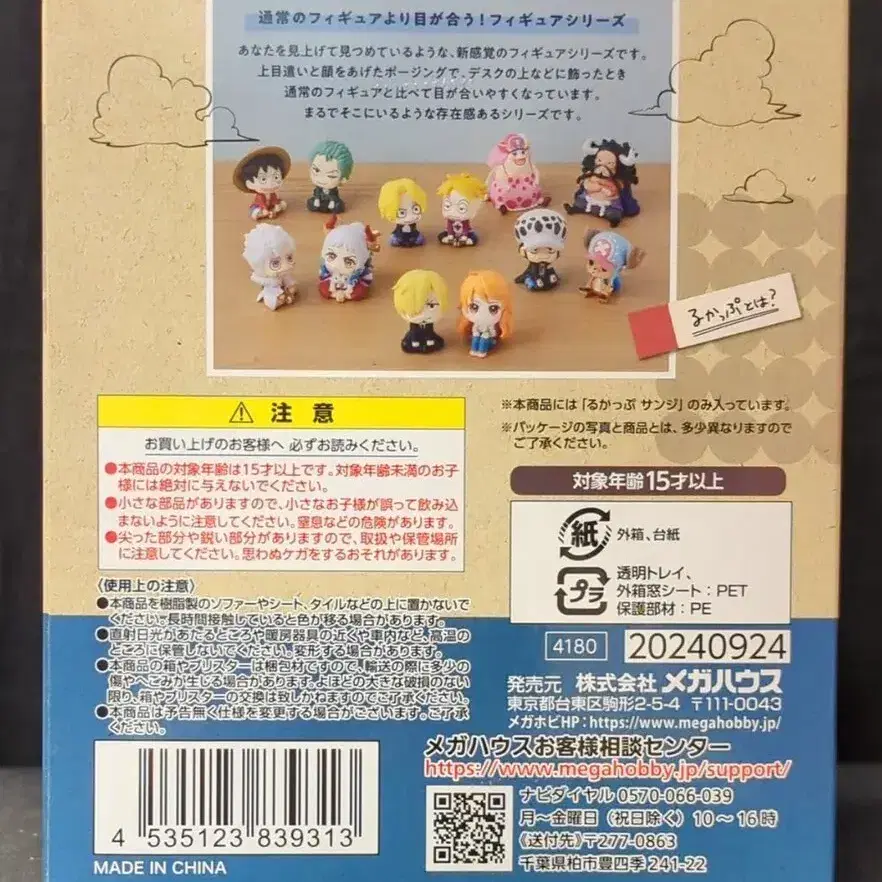 通常のフィギュアより目が合う！フィギュアシリーズ
あなたを見上げて見つめているような、新感覚のフィギュアシリーズです。
上目遣いと顔をあげたポージングで、デスクの上などに飾ったとき
通常のフィギュアと比べて目が合いやすくなっています。
まるでそこにいるような存在感あるシリーズです。
るかっぷとは？
注意
お買い上げのお客様へ 必ずお読みください。
●本商品の対象年齢は15才以上です。対象年齢未満のお子
様には絶対に与えないでください。
●小さな部品がありますので、小さなお子様が誤って飲み込
まないように注意してください。窒息などの危険があります。
●尖った部分や鋭い部分がありますので、取扱や保管場所
に注意してください。思わぬケガをするおそれがあります。
〈使用上の注意〉
●本商品を樹脂製のソファーやシート、タイルなどの上に置かないで
ください。長時間接触していると色が移る場合があります。
●直射日光があたるところや暖房器具の近くや車内など、高温の
ところに保管しないでください。変形する場合があります。
●本商品の箱やブリスターは梱包材ですので、輸送の際に多少の
傷やへこみが生じる場合があります。よほどの大きな破損のない
限り、箱やブリスターの交換は致しかねますのでご了承ください。
●本商品は予告無く仕様を変更する場合がございます。ご了承
ください。
4 535123 839313
MADE IN CHINA
※本商品には「るかっぷ サンジ」のみ入っています。
※パッケージの写真と商品とは、多少異なりますので
ご了承ください。
対象年齢15才以上
紙
外箱、台紙
プラ
透明トレイ、
外箱窓シート：PET
保護部材：PE
4180
20240924
発売元 株式会社 メガハウス
東京都台東区駒形2-5-4 〒111-0043
メガホビHP：https://www.megahobby.jp/
メガハウスお客様相談センター
https://www.megahobby.jp/support/
ナビダイヤル 0570-066-039
月～金曜日（祝日除く）10～16時
〈送付先〉〒277-0863
千葉県柏市豊四季241-22